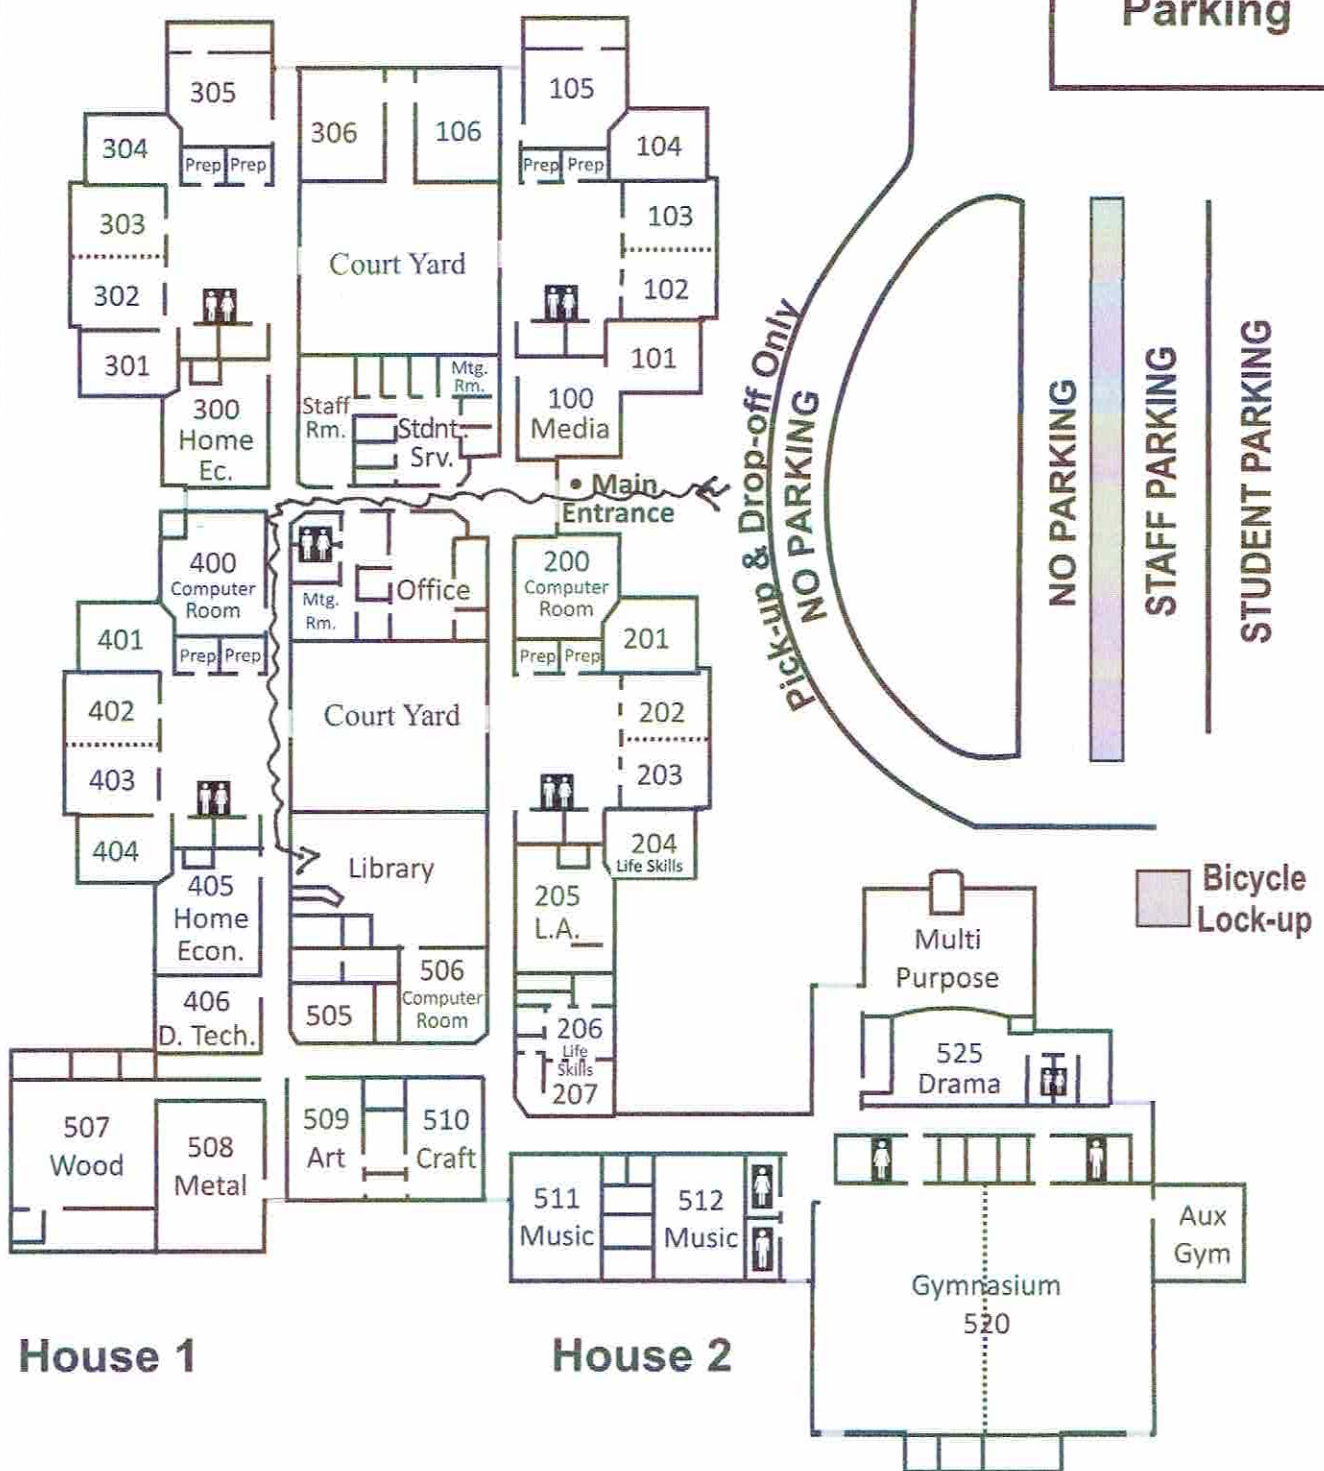 Parking
305
304
Prep Prep
303
302
301
300
Home
Ec.
306
106
Court Yard
Staff
Rm.
Mtg.
Rm.
Stdnt.
Srv.
105
104
Prep Prep
103
102
101
100
Media
• Main
Entrance
Pick-up & Drop-off Only
NO PARKING
NO PARKING
STAFF PARKING
STUDENT PARKING
400
Computer
Room
401
Prep Prep
402
403
404
405
Home
Econ.
406
D. Tech.
Office
Mtg.
Rm.
Court Yard
Library
505
506
Computer
Room
200
Computer
Room
201
Prep Prep
202
203
204
Life Skills
205
L.A.
206
Life
Skills
207
Bicycle
Lock-up
Multi
Purpose
525
Drama
507
Wood
508
Metal
509
Art
510
Craft
511
Music
512
Music
Aux
Gym
Gymnasium
520
House 1
House 2